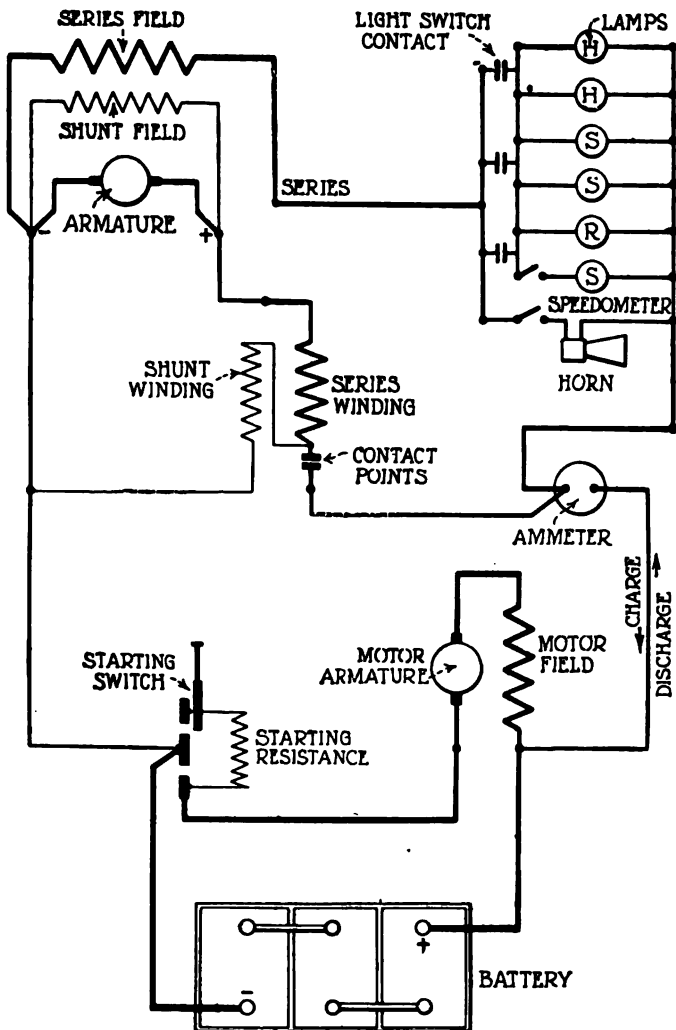 SERIES FIELD
SHUNT FIELD
ARMATURE
-
+
SERIES
LIGHT SWITCH
CONTACT
-
LAMPS
H
H
S
S
R
S
SPEEDOMETER
HORN
SHUNT
WINDING
SERIES
WINDING
CONTACT
POINTS
AMMETER
CHARGE
DISCHARGE
STARTING
SWITCH
STARTING
RESISTANCE
MOTOR
ARMATURE
MOTOR
FIELD
+
-
BATTERY